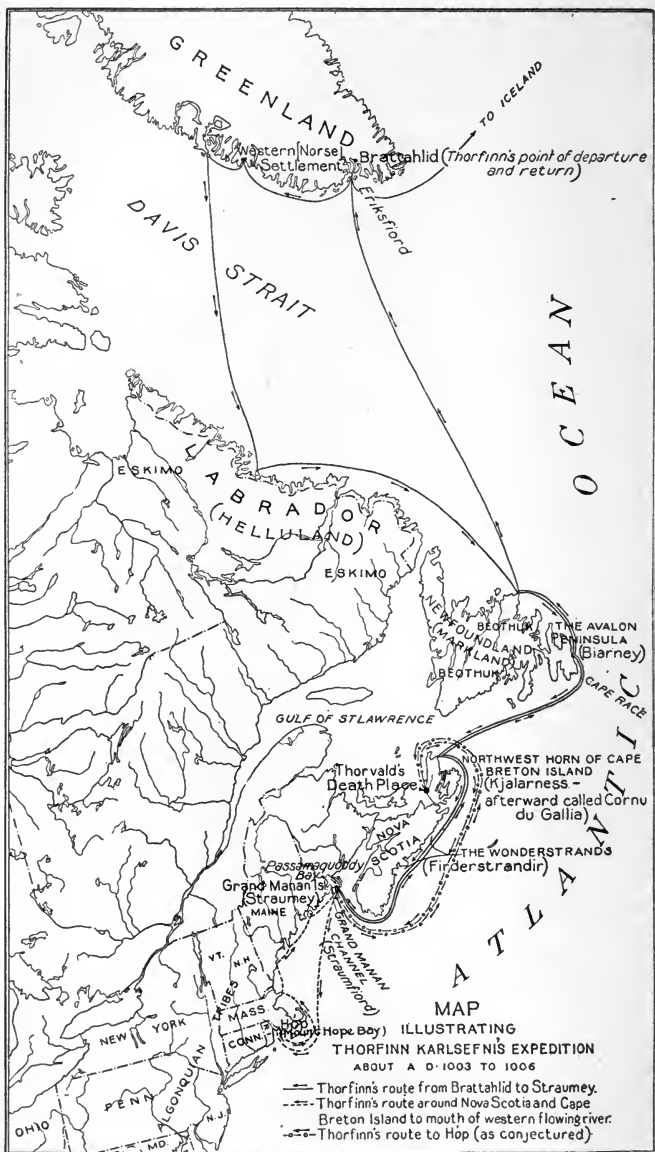 GREENLAND
TO ICELAND
Western Norse
Settlement
Brattahlid (Thorfinn's point of departure
and return)
Eriksfiord
DAVIS STRAIT
OCEAN
LABRADOR
(HELLULAND)
ESKIMO
ESKIMO
NEWFOUNDLAND
(MARKLAND)
BEOTHUK
BEOTHUK
THE AVALON
PENINSULA
(Biarney)
CAPE RACE
GULF OF ST LAWRENCE
ATLANTIC
NORTHWEST HORN OF CAPE
BRETON ISLAND
(Kjalarness-
afterward called Cornu
du Gallia)
Thorvald's
Death Place
NOVA
SCOTIA
THE WONDERSTRANDS
(Firderstrandir)
Passamaquoddy
Bay
Grand Manan Is.
(Straumey)
MAINE
GRAND MANAN
CHANNEL
(Straumfiord)
VT.
N.H.
MASS.
CONN.
Hop
(Mount Hope Bay)
NEW YORK
PENN
N.J.
OHIO
MD.
ALGONQUIAN TRIBES
MAP
ILLUSTRATING
THORFINN KARLSEFNI'S EXPEDITION
ABOUT A D·1003 TO 1006
Thorfinn's route from Brattahlid to Straumey.
Thorfinn's route around Nova Scotia and Cape
Breton Island to mouth of western flowing river.
Thorfinn's route to Hóp (as conjectured)